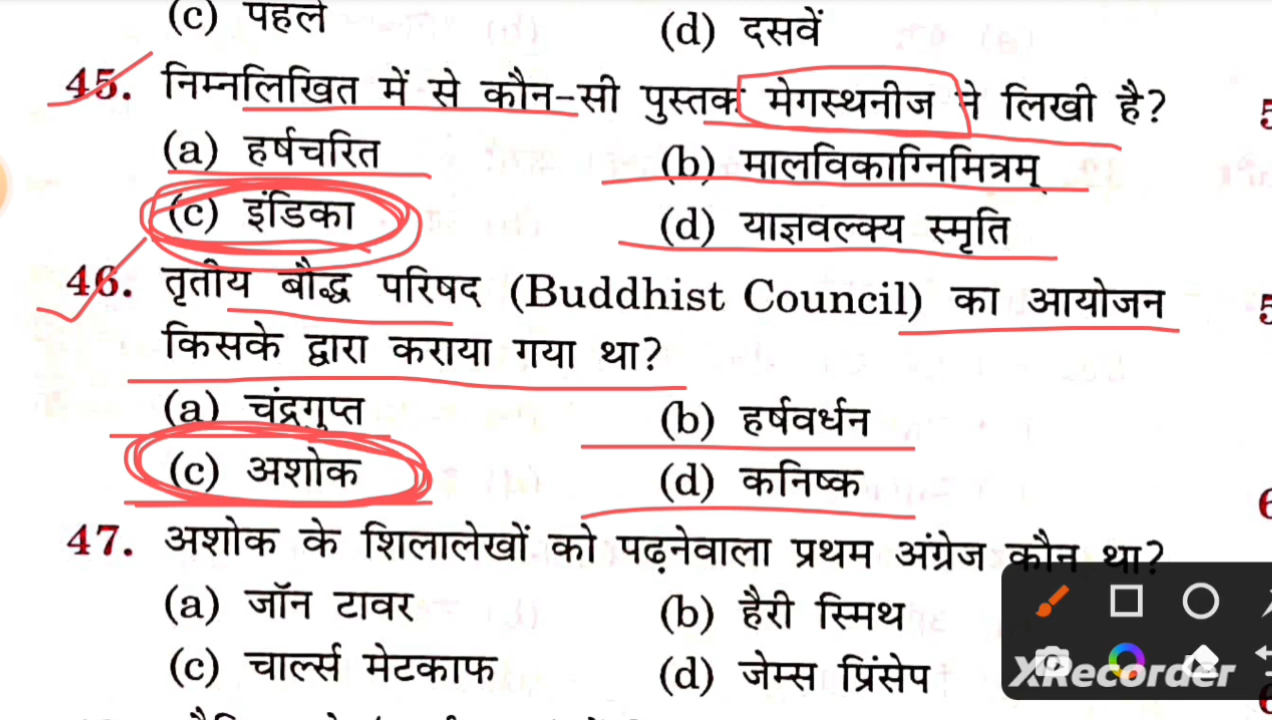 (c) पहले (d) दसवें
45. निम्नलिखित में से कौन-सी पुस्तक मेगस्थनीज ने लिखी है?
(a) हर्षचरित (b) मालविकाग्निमित्रम्
(c) इंडिका (d) याज्ञवल्क्य स्मृति
46. तृतीय बौद्ध परिषद (Buddhist Council) का आयोजन
किसके द्वारा कराया गया था?
(a) चंद्रगुप्त (b) हर्षवर्धन
(c) अशोक (d) कनिष्क
47. अशोक के शिलालेखों को पढ़नेवाला प्रथम अंग्रेज कौन था?
(a) जॉन टावर (b) हैरी स्मिथ
(c) चार्ल्स मेटकाफ (d) जेम्स प्रिंसेप
XRecorder